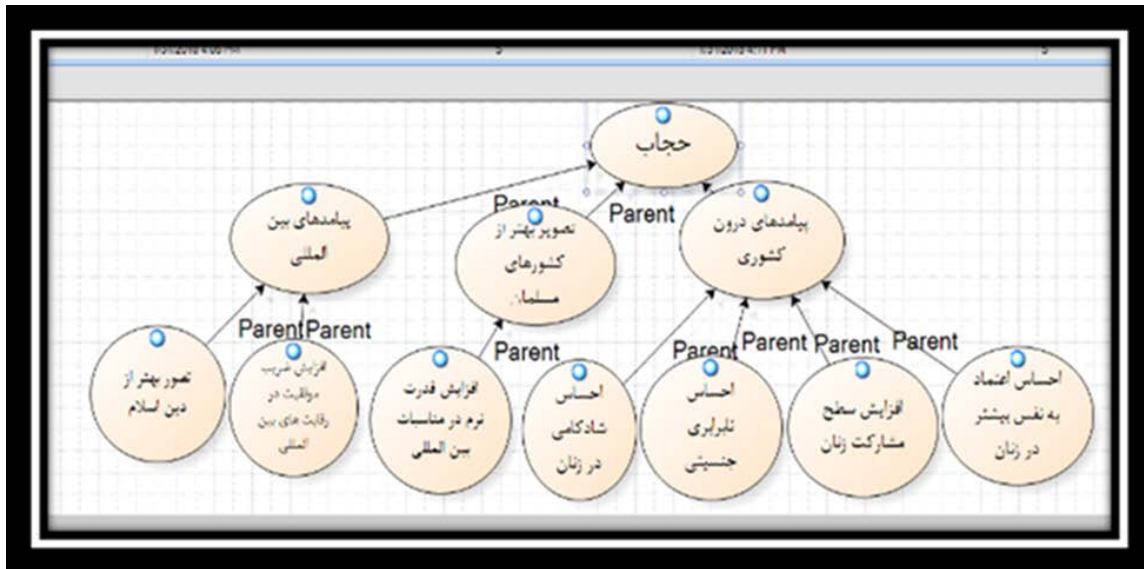 حجاب
Parent
Parent
پیامدهای درون
کشوری
تصویر بهتر از
کشورهای
مسلمان
پیامدهای بین
المللی
Parent
Parent
Parent
Parent
Parent
Parent
Parent
احساس اعتماد
به نفس بیشتر
در زنان
افزایش سطح
مشارکت زنان
احساس
نابرابری
جنسیتی
احساس
شادکامی
در زنان
افزایش قدرت
نرم در مناسبات
بین المللی
افزایش ضریب
موفقیت در
رقابت های بین
المللی
تصور بهتر از
دین اسلام